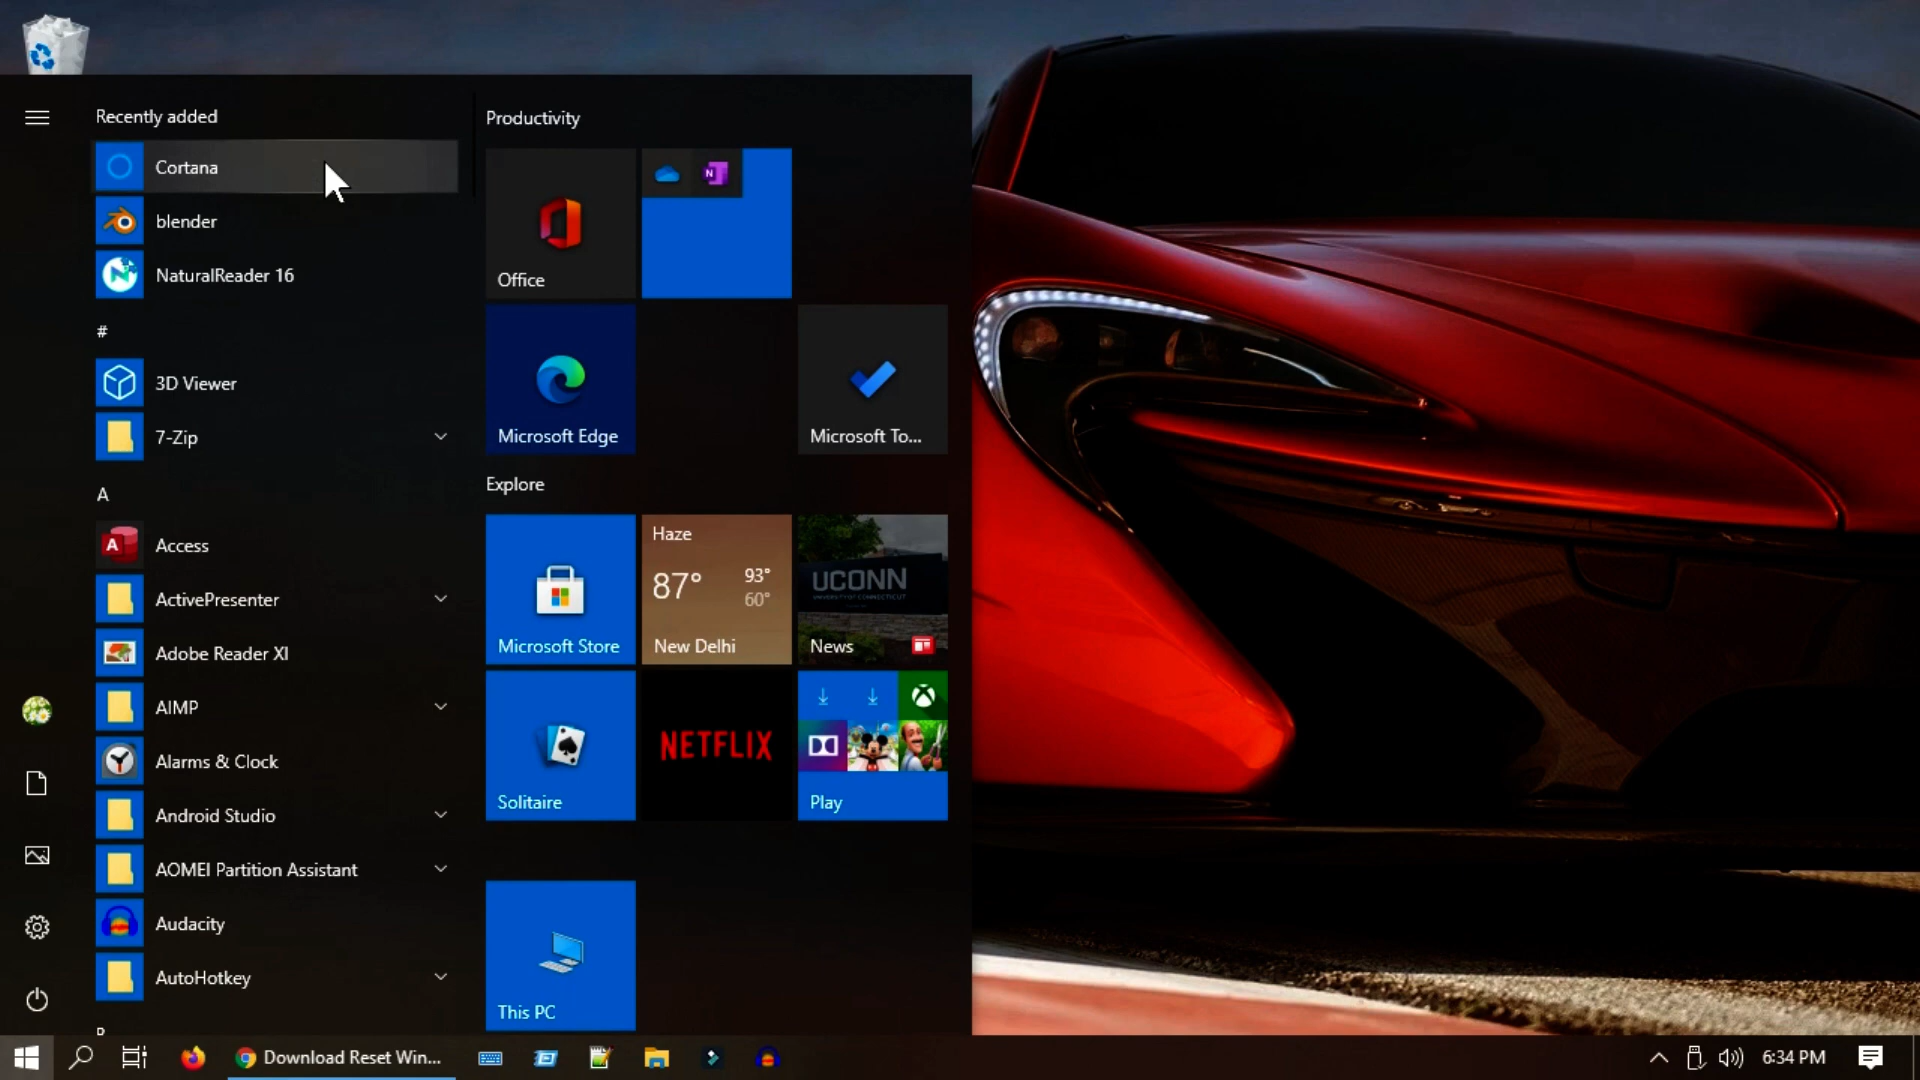 Recently added
Cortana
blender
NaturalReader 16
#
3D Viewer
7-Zip
A
Access
ActivePresenter
Adobe Reader XI
AIMP
Alarms & Clock
Android Studio
AOMEI Partition Assistant
Audacity
AutoHotkey
Productivity
Office
Microsoft Edge
Microsoft To...
Explore
Microsoft Store
Haze
87° 93°
60°
New Delhi
UCONN
News
Solitaire
NETFLIX
Play
This PC
Download Reset Win...
6:34 PM